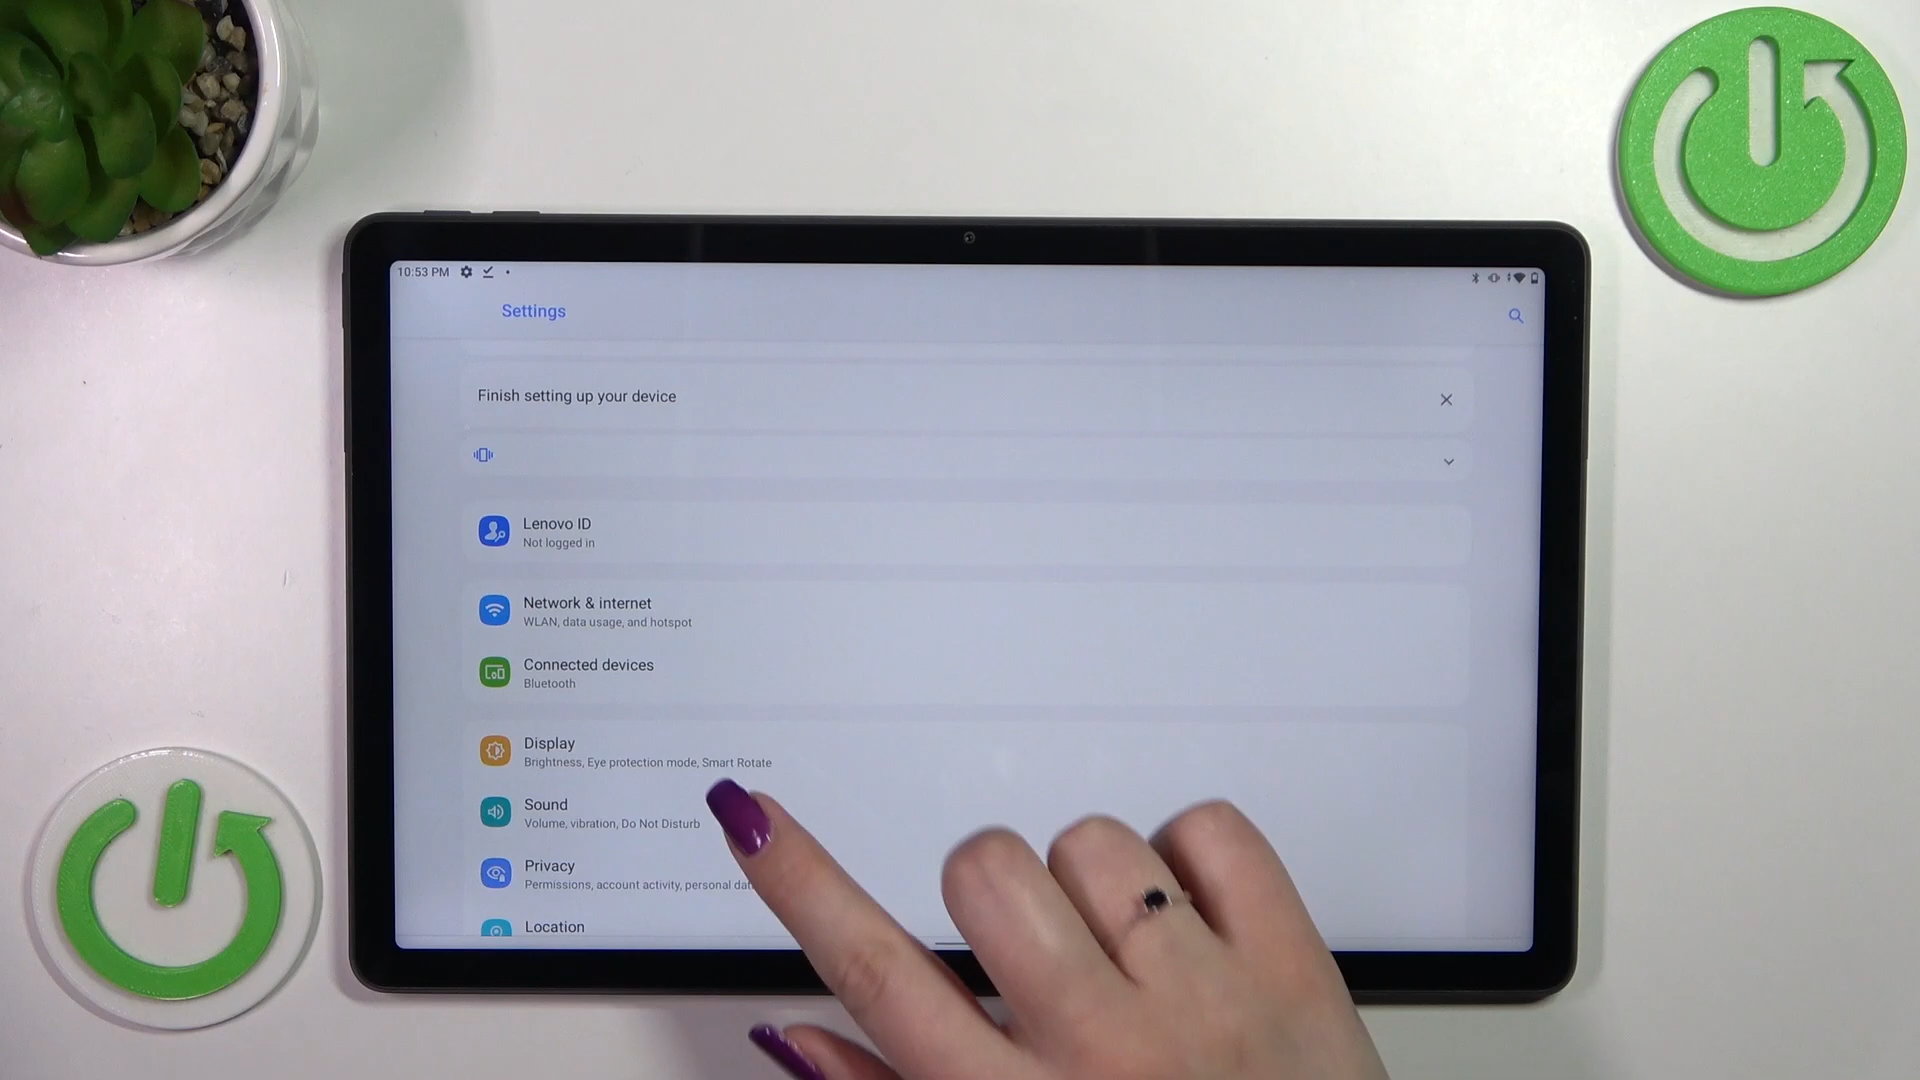 10:53 PM
Settings
Finish setting up your device
Lenovo ID
Not logged in
Network & internet
WLAN, data usage, and hotspot
Connected devices
Bluetooth
Display
Brightness, Eye protection mode, Smart Rotate
Sound
Volume, vibration, Do Not Disturb
Privacy
Permissions, account activity, personal
Location